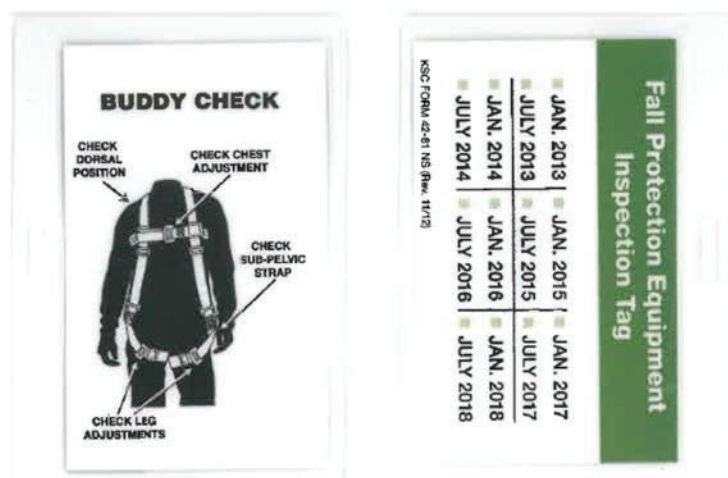 BUDDY CHECK
CHECK
DORSAL
POSITION
CHECK CHEST
ADJUSTMENT
CHECK
SUB-PELVIC
STRAP
CHECK LEG
ADJUSTMENTS
Fall Protection Equipment
Inspection Tag
JAN. 2013 JAN. 2015 JAN. 2017
JULY 2013 JULY 2015 JULY 2017
JAN. 2014 JAN. 2016 JAN. 2018
JULY 2014 JULY 2016 JULY 2018
KSC FORM 42-61 NS (Rev. 11/12)